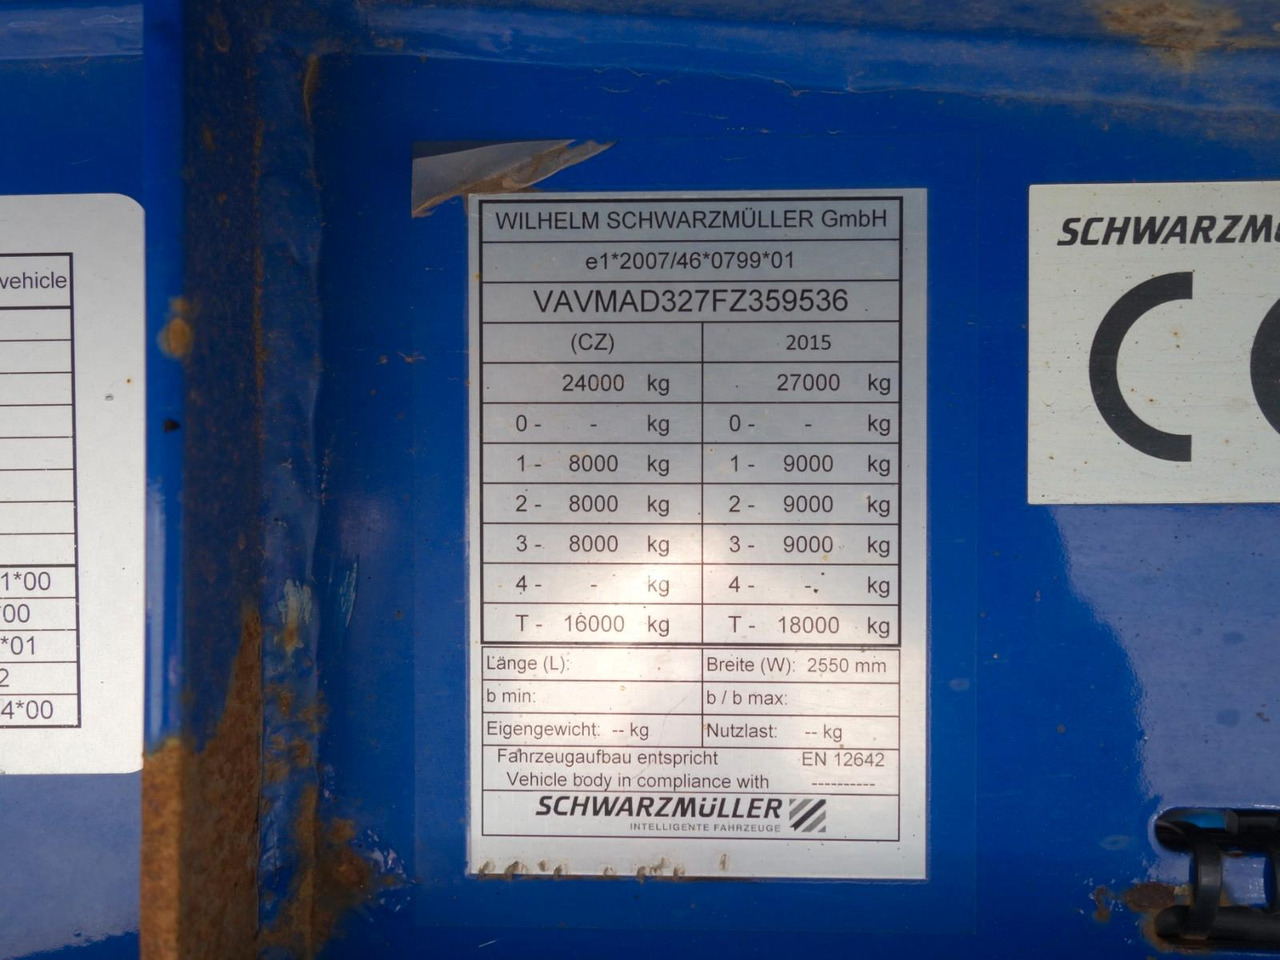 WILHELM SCHWARZMÜLLER GmbH
e1*2007/46*0799*01
VAVMAD327FZ359536
(CZ) 2015
24000 kg 27000 kg
0 - - kg 0 - - kg
1 - 8000 kg 1 - 9000 kg
2 - 8000 kg 2 - 9000 kg
3 - 8000 kg 3 - 9000 kg
4 - - kg 4 - - kg
T - 16000 kg T - 18000 kg
Länge (L): Breite (W): 2550 mm
b min: b / b max:
Eigengewicht: -- kg Nutzlast: -- kg
Fahrzeugaufbau entspricht EN 12642
Vehicle body in compliance with ----------
SCHWARZMÜLLER
INTELLIGENTE FAHRZEUGE
vehicle
1*00
*00
*01
2
4*00
SCHWARZMÜ
CE